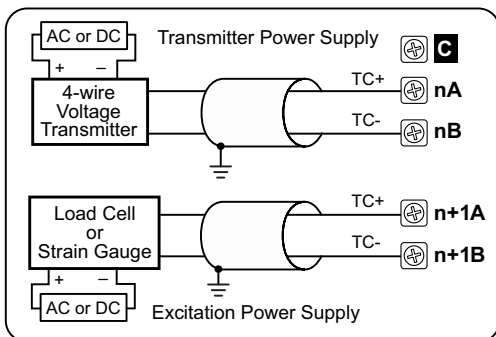 AC or DC
Transmitter Power Supply
C
+ –
4-wire
Voltage
Transmitter
TC+
nA
TC-
nB
Load Cell
or
Strain Gauge
TC+
n+1A
TC-
n+1B
+ –
AC or DC
Excitation Power Supply